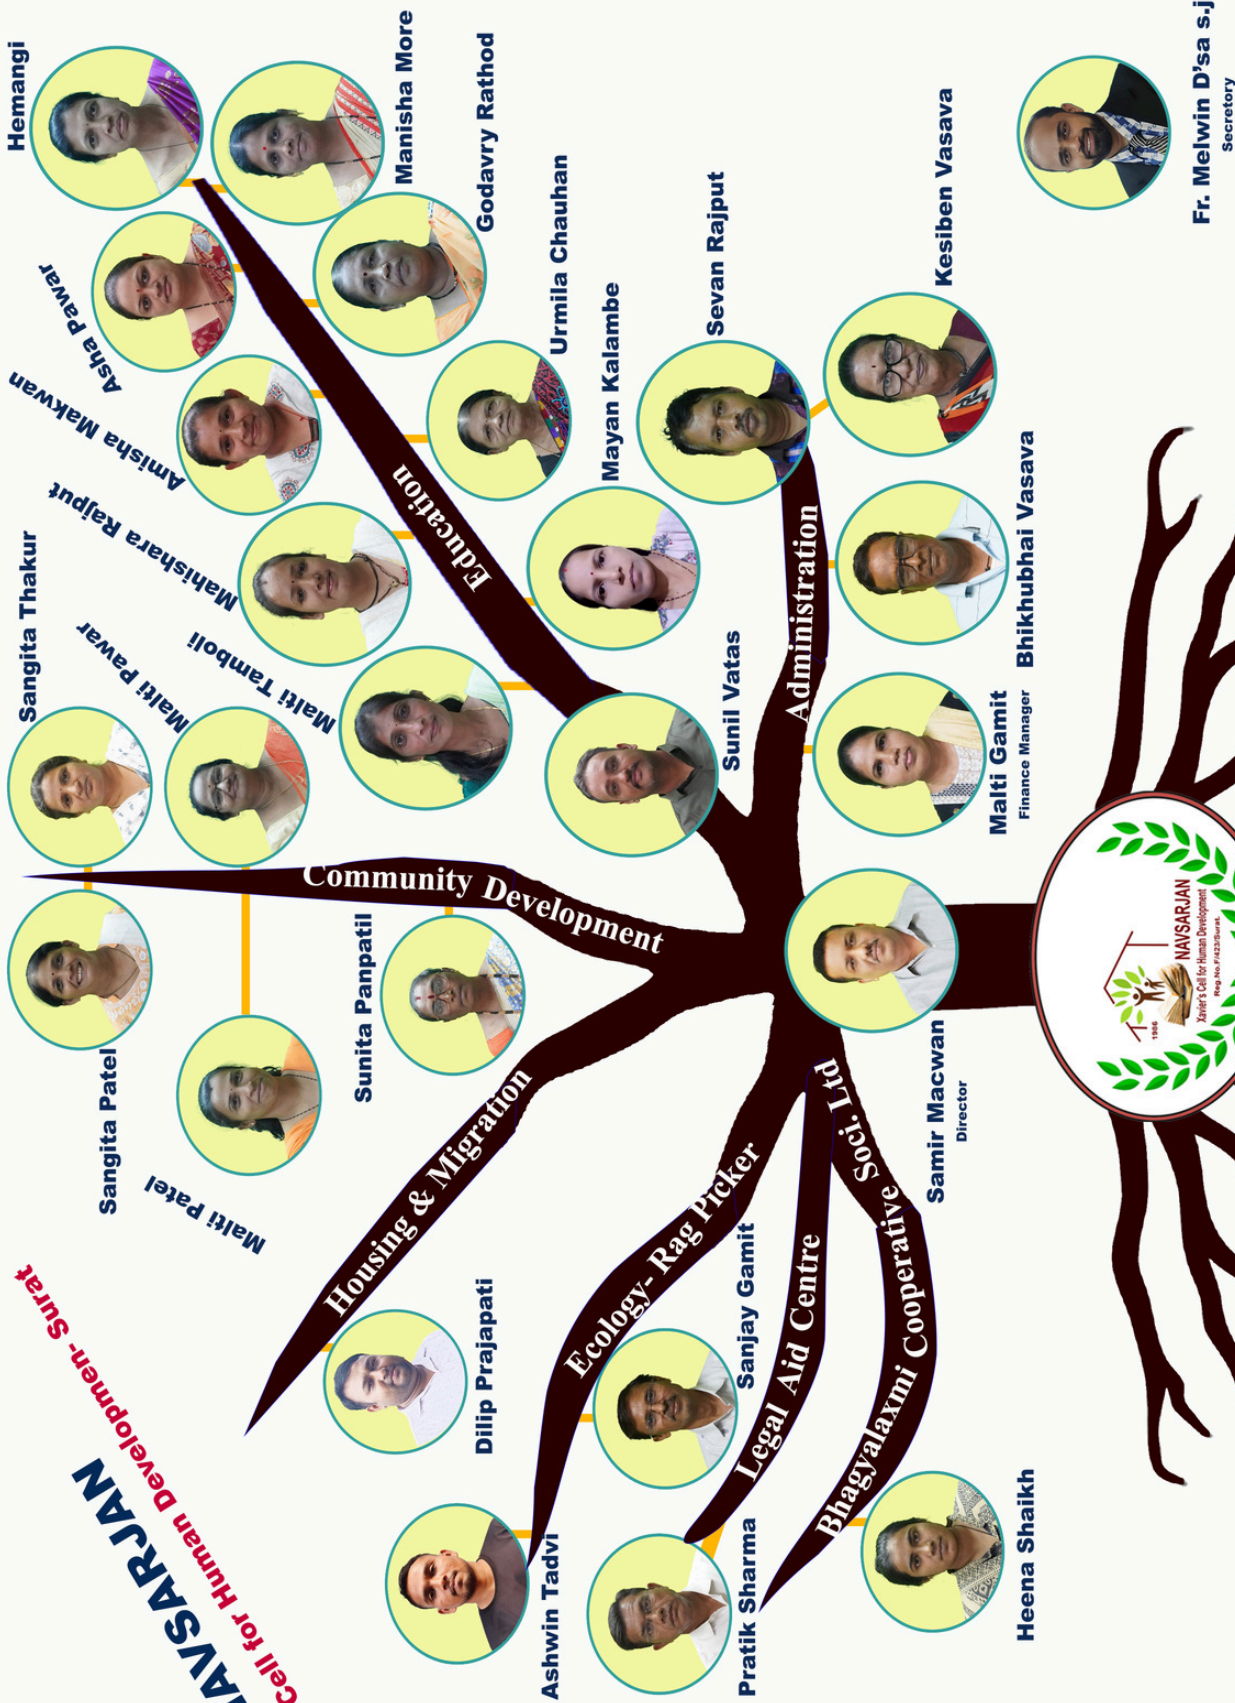 NAVSARJAN
Cell for Human Developmen- Surat
Hemangi
Manisha More
Asha Pawar
Godavry Rathod
Amisha Makwan
Urmila Chauhan
Mahishara Rajput
Mayan Kalambe
Malti Tamboli
Education
Sunil Vatas
Sevan Rajput
Kesiben Vasava
Bhikhubhai Vasava
Malti Gamit
Finance Manager
Administration
Sangita Thakur
Malti Pawar
Sangita Patel
Malti Patel
Sunita Panpatil
Community Development
Housing & Migration
Dilip Prajapati
Ecology- Rag Picker
Ashwin Tadvi
Sanjay Gamit
Legal Aid Centre
Pratik Sharma
Bhagyalaxmi Cooperative Soci. Ltd
Heena Shaikh
Samir Macwan
Director
Fr. Melwin D'sa s.j
Secretory
1986
NAVSARJAN
Xavier's Cell for Human Development
Reg.No.F/423/Surat.